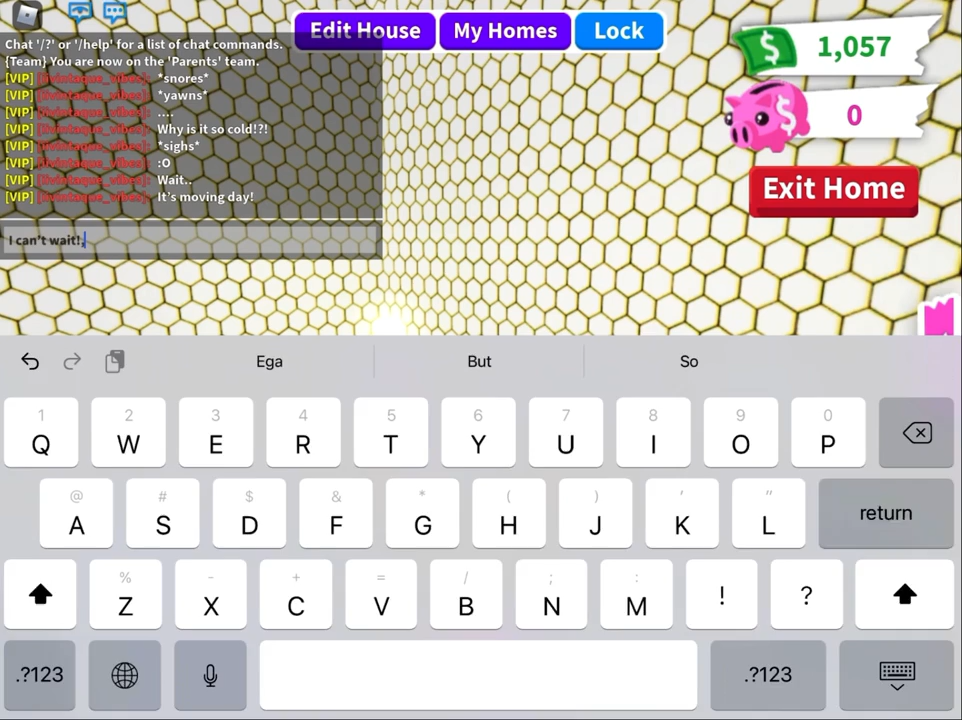 Edit House My Homes Lock
1,057
0
Exit Home
Chat '/?' or '/help' for a list of chat commands.
{Team} You are now on the 'Parents' team.
[VIP] *snores*
[VIP] *yawns*
[VIP] ....
[VIP] Why is it so cold!?!
[VIP] *sighs*
[VIP] :O
[VIP] Wait..
[VIP] It's moving day!
I can't wait!,
Ega But So
1 2 3 4 5 6 7 8 9 0
Q W E R T Y U I O P
@ # $ & * ( ) ' "
A S D F G H J K L return
% - + = / ; :
Z X C V B N M ! ?
.?123 .?123